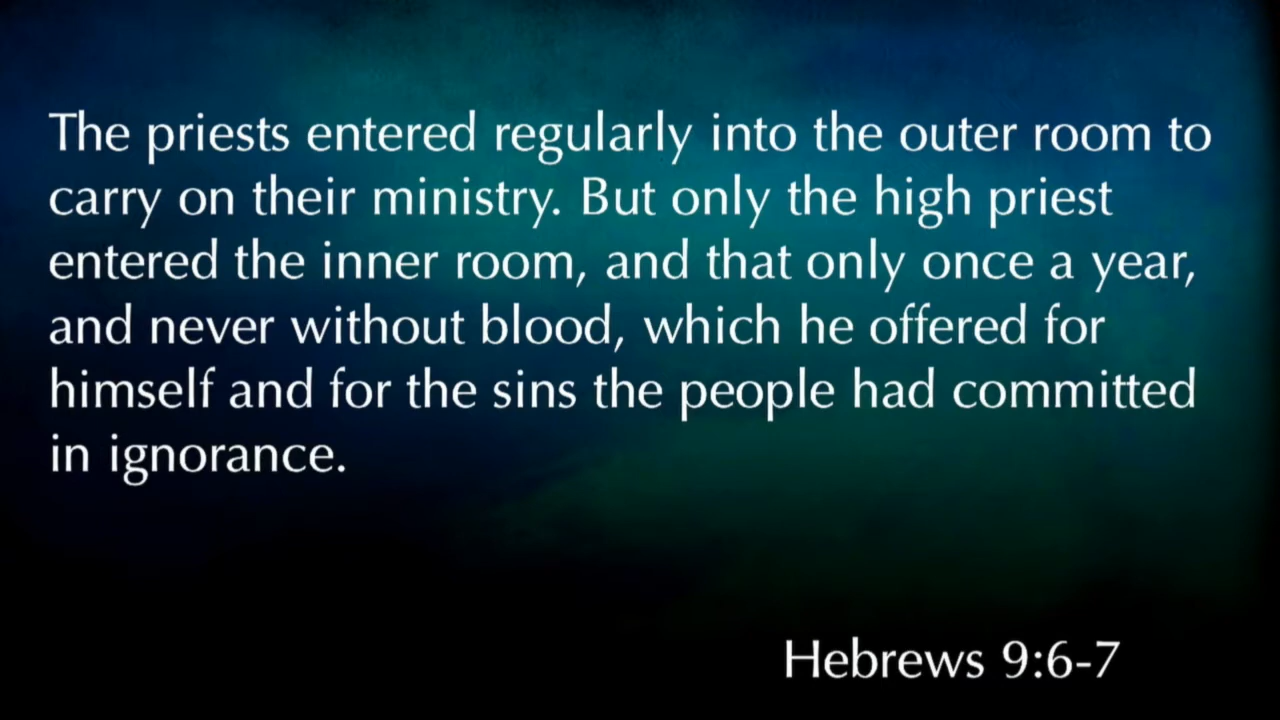 The priests entered regularly into the outer room to
carry on their ministry. But only the high priest
entered the inner room, and that only once a year,
and never without blood, which he offered for
himself and for the sins the people had committed
in ignorance.
Hebrews 9:6-7